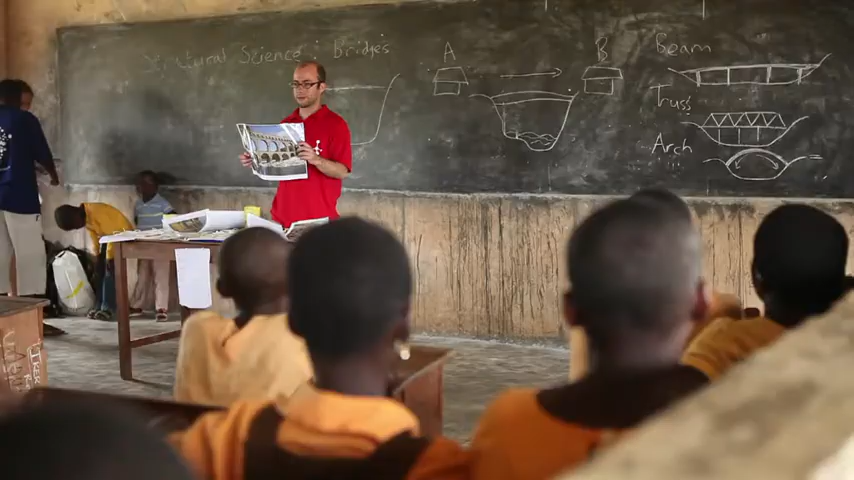 Structural Science : bridges
A
B
Beam
Truss
Arch